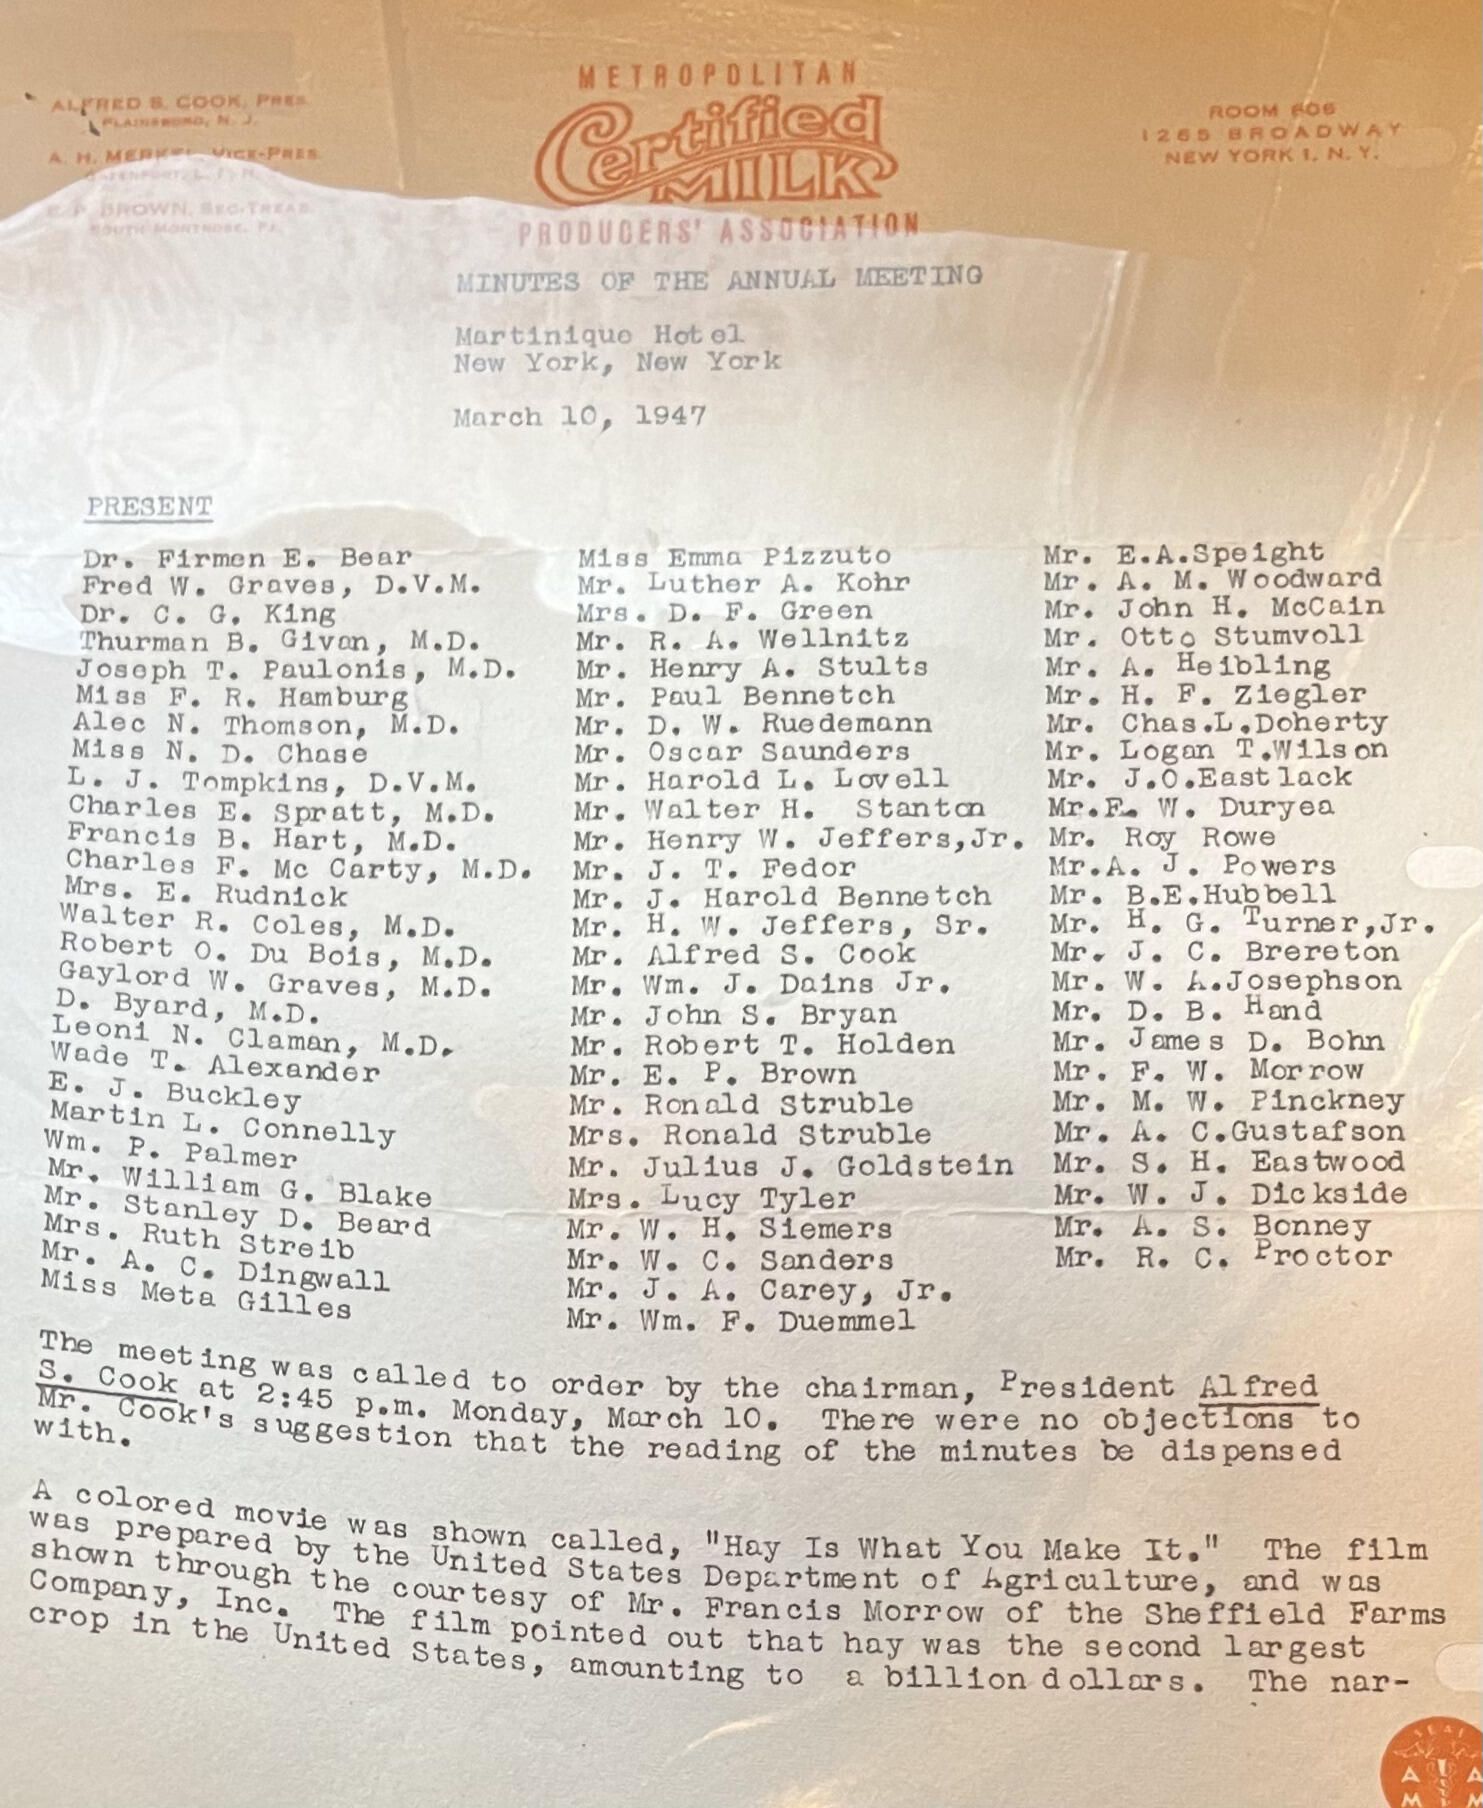 METROPOLITAN
Certified
MILK
PRODUCERS' ASSOCIATION
ALFRED S. COOK, PRES.
PLAINSBORO, N. J.
A. H. MERKEL, VICE-PRES.
E. P. BROWN, SEC-TREAS.
SOUTH MONTROSE, PA.
ROOM 606
1265 BROADWAY
NEW YORK 1, N. Y.
MINUTES OF THE ANNUAL MEETING
Martinique Hotel
New York, New York
March 10, 1947
PRESENT
Dr. Firmen E. Bear
Fred W. Graves, D.V.M.
Dr. C. G. King
Thurman B. Givan, M.D.
Joseph T. Paulonis, M.D.
Miss F. R. Hamburg
Alec N. Thomson, M.D.
Miss N. D. Chase
L. J. Tompkins, D.V.M.
Charles E. Spratt, M.D.
Francis B. Hart, M.D.
Charles F. Mc Carty, M.D.
Mrs. E. Rudnick
Walter R. Coles, M.D.
Robert O. Du Bois, M.D.
Gaylord W. Graves, M.D.
D. Byard, M.D.
Leoni N. Claman, M.D.
Wade T. Alexander
E. J. Buckley
Martin L. Connelly
Wm. P. Palmer
Mr. William G. Blake
Mr. Stanley D. Beard
Mrs. Ruth Streib
Mr. A. C. Dingwall
Miss Meta Gilles
Miss Emma Pizzuto
Mr. Luther A. Kohr
Mrs. D. F. Green
Mr. R. A. Wellnitz
Mr. Henry A. Stults
Mr. Paul Bennetch
Mr. D. W. Ruedemann
Mr. Oscar Saunders
Mr. Harold L. Lovell
Mr. Walter H. Stanton
Mr. Henry W. Jeffers,Jr.
Mr. J. T. Fedor
Mr. J. Harold Bennetch
Mr. H. W. Jeffers, Sr.
Mr. Alfred S. Cook
Mr. Wm. J. Dains Jr.
Mr. John S. Bryan
Mr. Robert T. Holden
Mr. E. P. Brown
Mr. Ronald Struble
Mrs. Ronald Struble
Mr. Julius J. Goldstein
Mrs. Lucy Tyler
Mr. W. H. Siemers
Mr. W. C. Sanders
Mr. J. A. Carey, Jr.
Mr. Wm. F. Duemmel
Mr. E.A.Speight
Mr. A. M. Woodward
Mr. John H. McCain
Mr. Otto Stumvoll
Mr. A. Heibling
Mr. H. F. Ziegler
Mr. Chas.L.Doherty
Mr. Logan T.Wilson
Mr. J.O.Eastlack
Mr.F. W. Duryea
Mr. Roy Rowe
Mr.A. J. Powers
Mr. B.E.Hubbell
Mr. H. G. Turner,Jr.
Mr. J. C. Brereton
Mr. W. A.Josephson
Mr. D. B. Hand
Mr. James D. Bohn
Mr. F. W. Morrow
Mr. M. W. Pinckney
Mr. A. C.Gustafson
Mr. S. H. Eastwood
Mr. W. J. Dickside
Mr. A. S. Bonney
Mr. R. C. Proctor
The meeting was called to order by the chairman, President Alfred
S. Cook at 2:45 p.m. Monday, March 10. There were no objections to
Mr. Cook's suggestion that the reading of the minutes be dispensed
with.
A colored movie was shown called, "Hay Is What You Make It." The film
was prepared by the United States Department of Agriculture, and was
shown through the courtesy of Mr. Francis Morrow of the Sheffield Farms
Company, Inc. The film pointed out that hay was the second largest
crop in the United States, amounting to a billion dollars. The nar-
SEAL
A A
M M